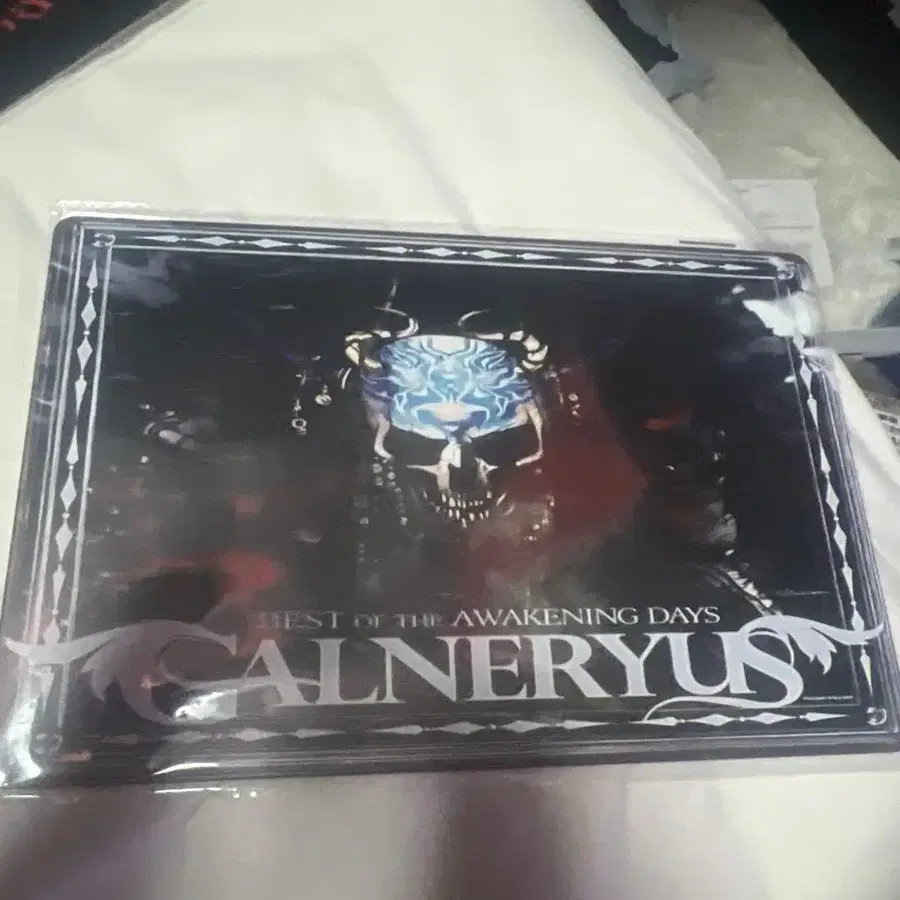 BEST OF THE AWAKENING DAYS
GALNERYUS